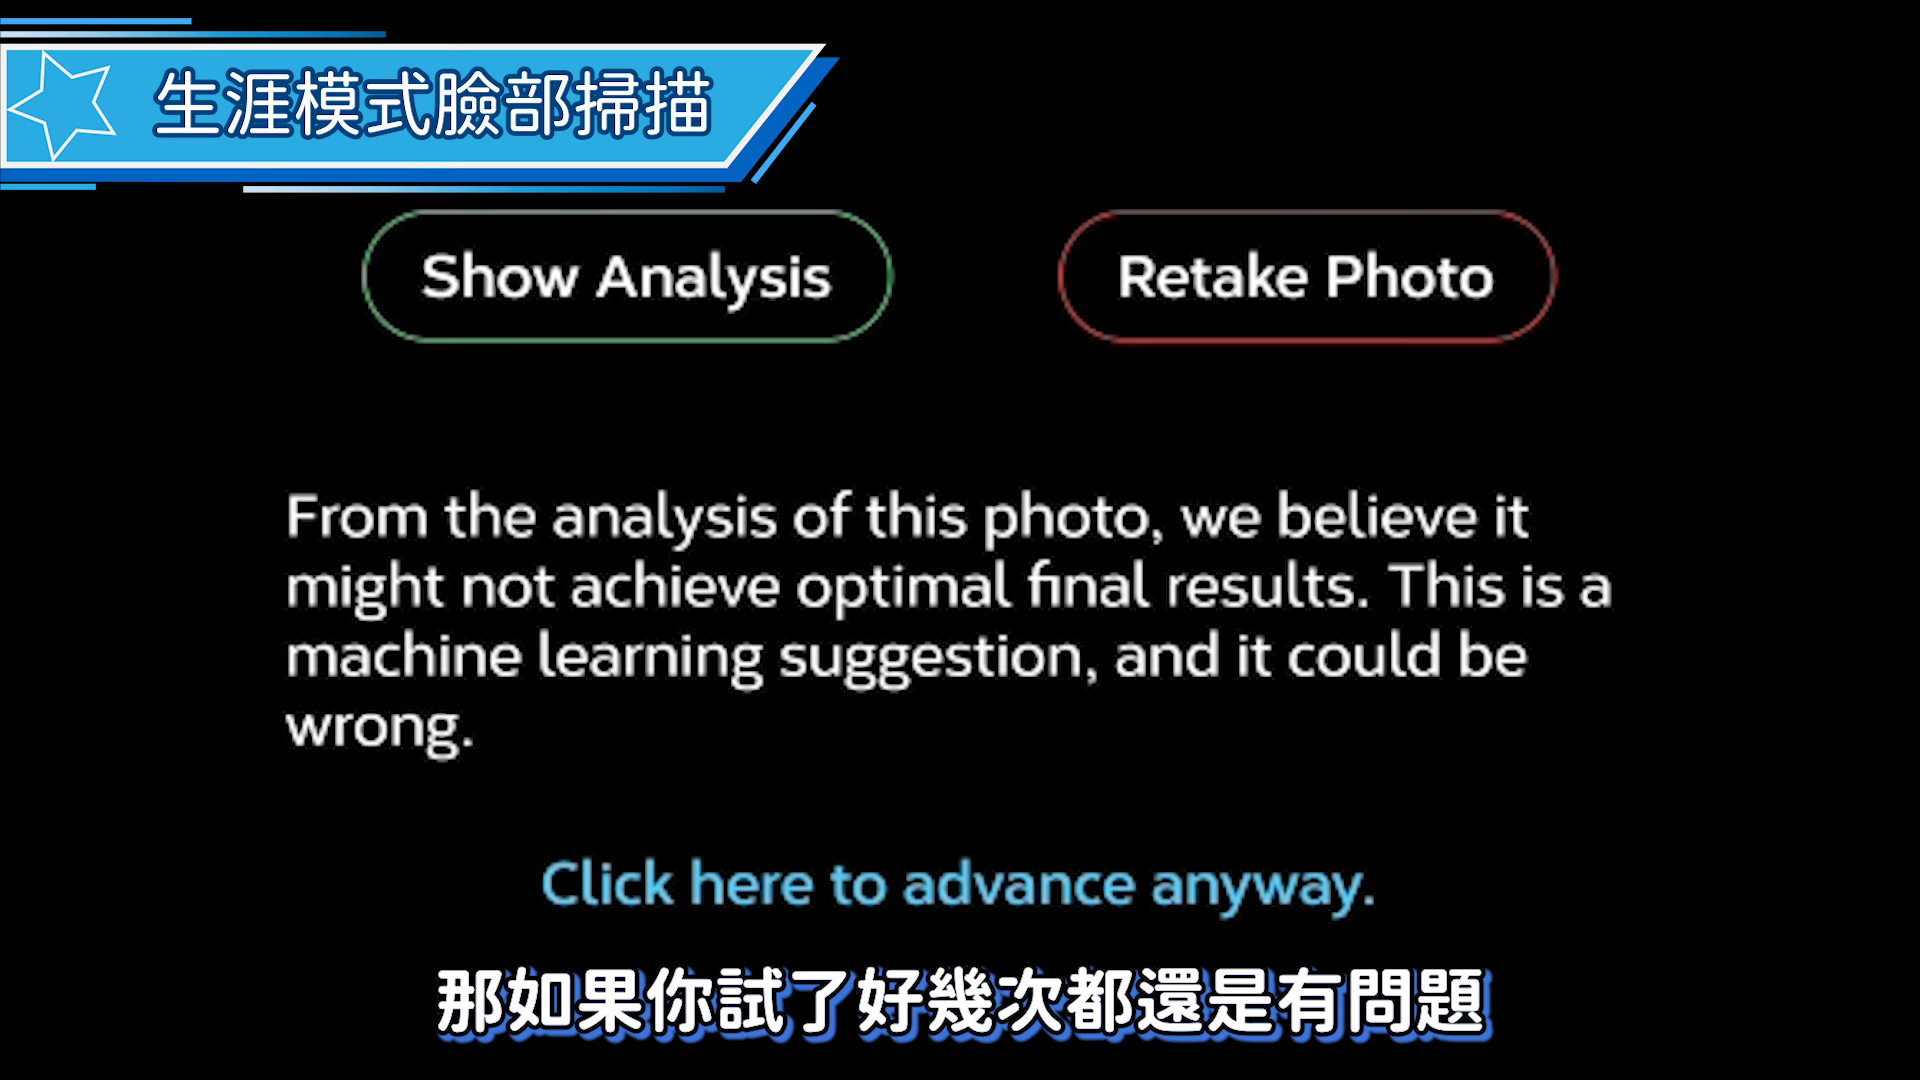 生涯模式臉部掃描
Show Analysis
Retake Photo
From the analysis of this photo, we believe it
might not achieve optimal final results. This is a
machine learning suggestion, and it could be
wrong.
Click here to advance anyway.
那如果你試了好幾次都還是有問題